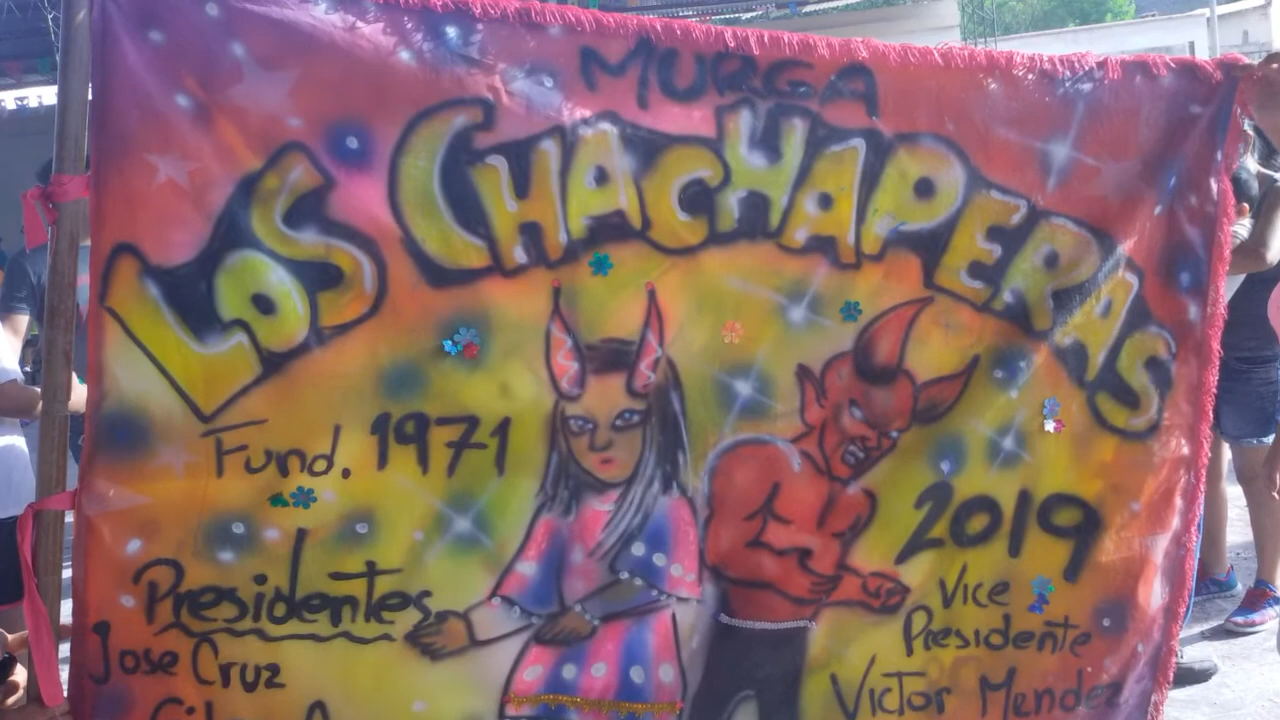 MURGA
LOS CHACHAPERAS
Fund. 1971
2019
Presidentes
Jose Cruz
Vice
Presidente
Victor Mendez